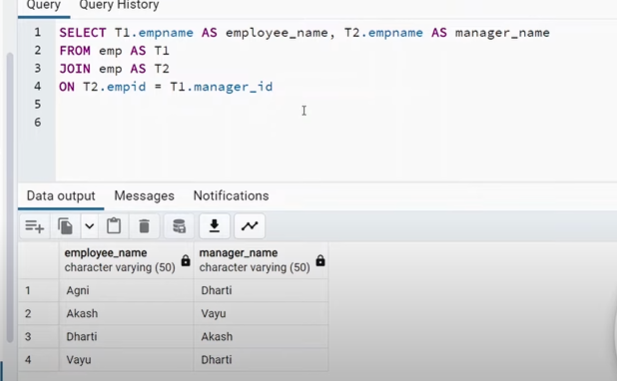 Query Query History
1 SELECT T1.empname AS employee_name, T2.empname AS manager_name
2 FROM emp AS T1
3 JOIN emp AS T2
4 ON T2.empid = T1.manager_id
5
6
Data output Messages Notifications
employee_name manager_name
character varying (50) character varying (50)
1 Agni Dharti
2 Akash Vayu
3 Dharti Akash
4 Vayu Dharti